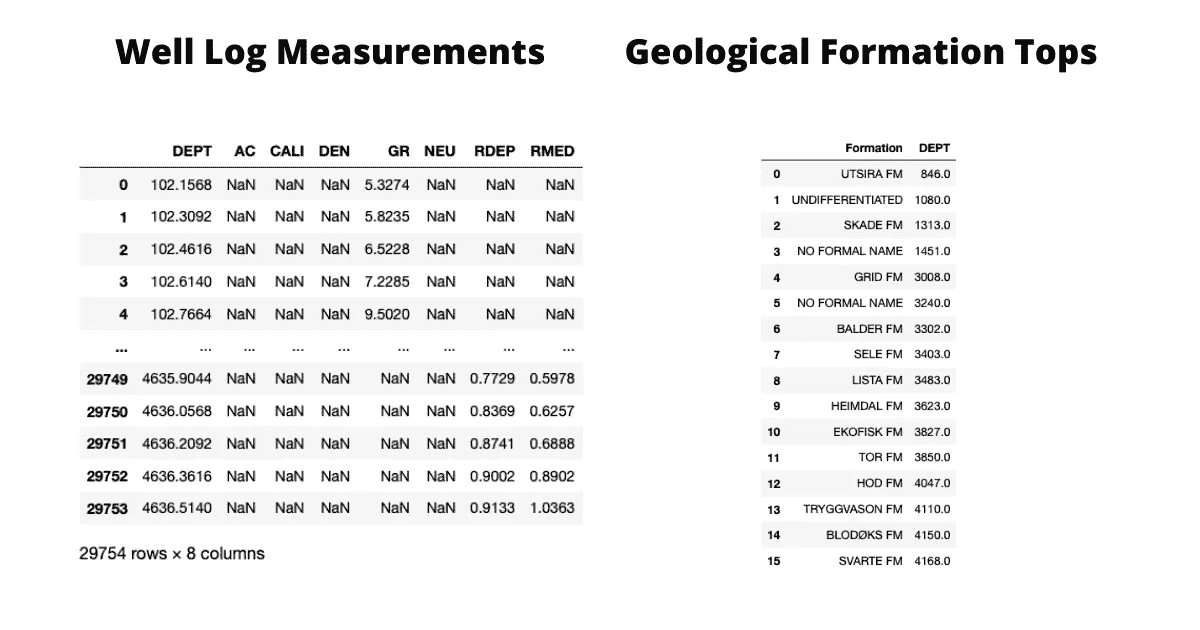 Well Log Measurements
DEPT AC CALI DEN GR NEU RDEP RMED
0 102.1568 NaN NaN NaN 5.3274 NaN NaN NaN
1 102.3092 NaN NaN NaN 5.8235 NaN NaN NaN
2 102.4616 NaN NaN NaN 6.5228 NaN NaN NaN
3 102.6140 NaN NaN NaN 7.2285 NaN NaN NaN
4 102.7664 NaN NaN NaN 9.5020 NaN NaN NaN
... ... ... ... ... ... ... ... ...
29749 4635.9044 NaN NaN NaN NaN NaN 0.7729 0.5978
29750 4636.0568 NaN NaN NaN NaN NaN 0.8369 0.6257
29751 4636.2092 NaN NaN NaN NaN NaN 0.8741 0.6888
29752 4636.3616 NaN NaN NaN NaN NaN 0.9002 0.8902
29753 4636.5140 NaN NaN NaN NaN NaN 0.9133 1.0363
29754 rows × 8 columns
Geological Formation Tops
Formation DEPT
0 UTSIRA FM 846.0
1 UNDIFFERENTIATED 1080.0
2 SKADE FM 1313.0
3 NO FORMAL NAME 1451.0
4 GRID FM 3008.0
5 NO FORMAL NAME 3240.0
6 BALDER FM 3302.0
7 SELE FM 3403.0
8 LISTA FM 3483.0
9 HEIMDAL FM 3623.0
10 EKOFISK FM 3827.0
11 TOR FM 3850.0
12 HOD FM 4047.0
13 TRYGGVASON FM 4110.0
14 BLODØKS FM 4150.0
15 SVARTE FM 4168.0